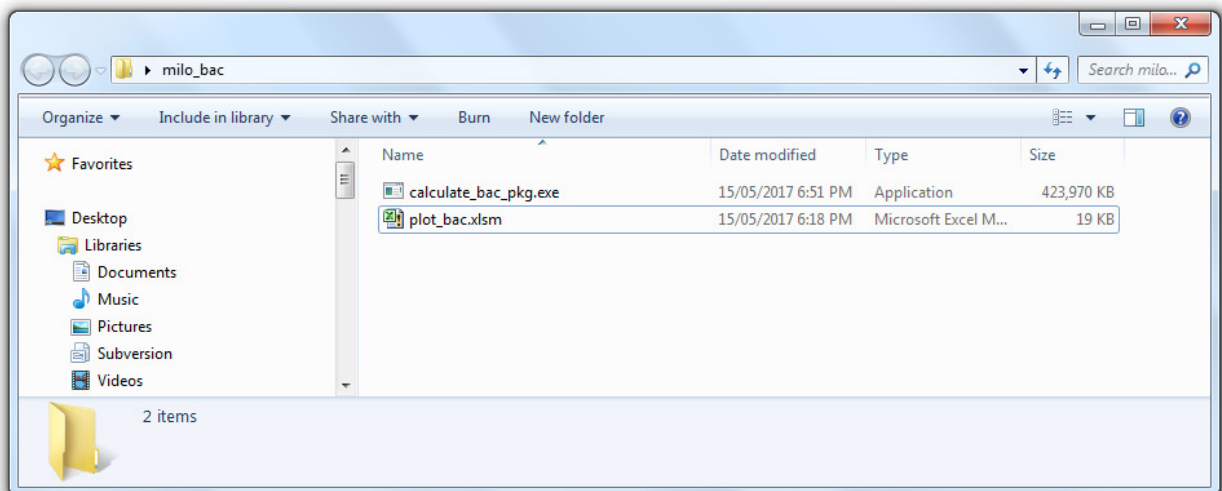 milo_bac
Search milo...
Organize
Include in library
Share with
Burn
New folder
Favorites
Desktop
Libraries
Documents
Music
Pictures
Subversion
Videos
Name Date modified Type Size
calculate_bac_pkg.exe 15/05/2017 6:51 PM Application 423,970 KB
plot_bac.xlsm 15/05/2017 6:18 PM Microsoft Excel M... 19 KB
2 items